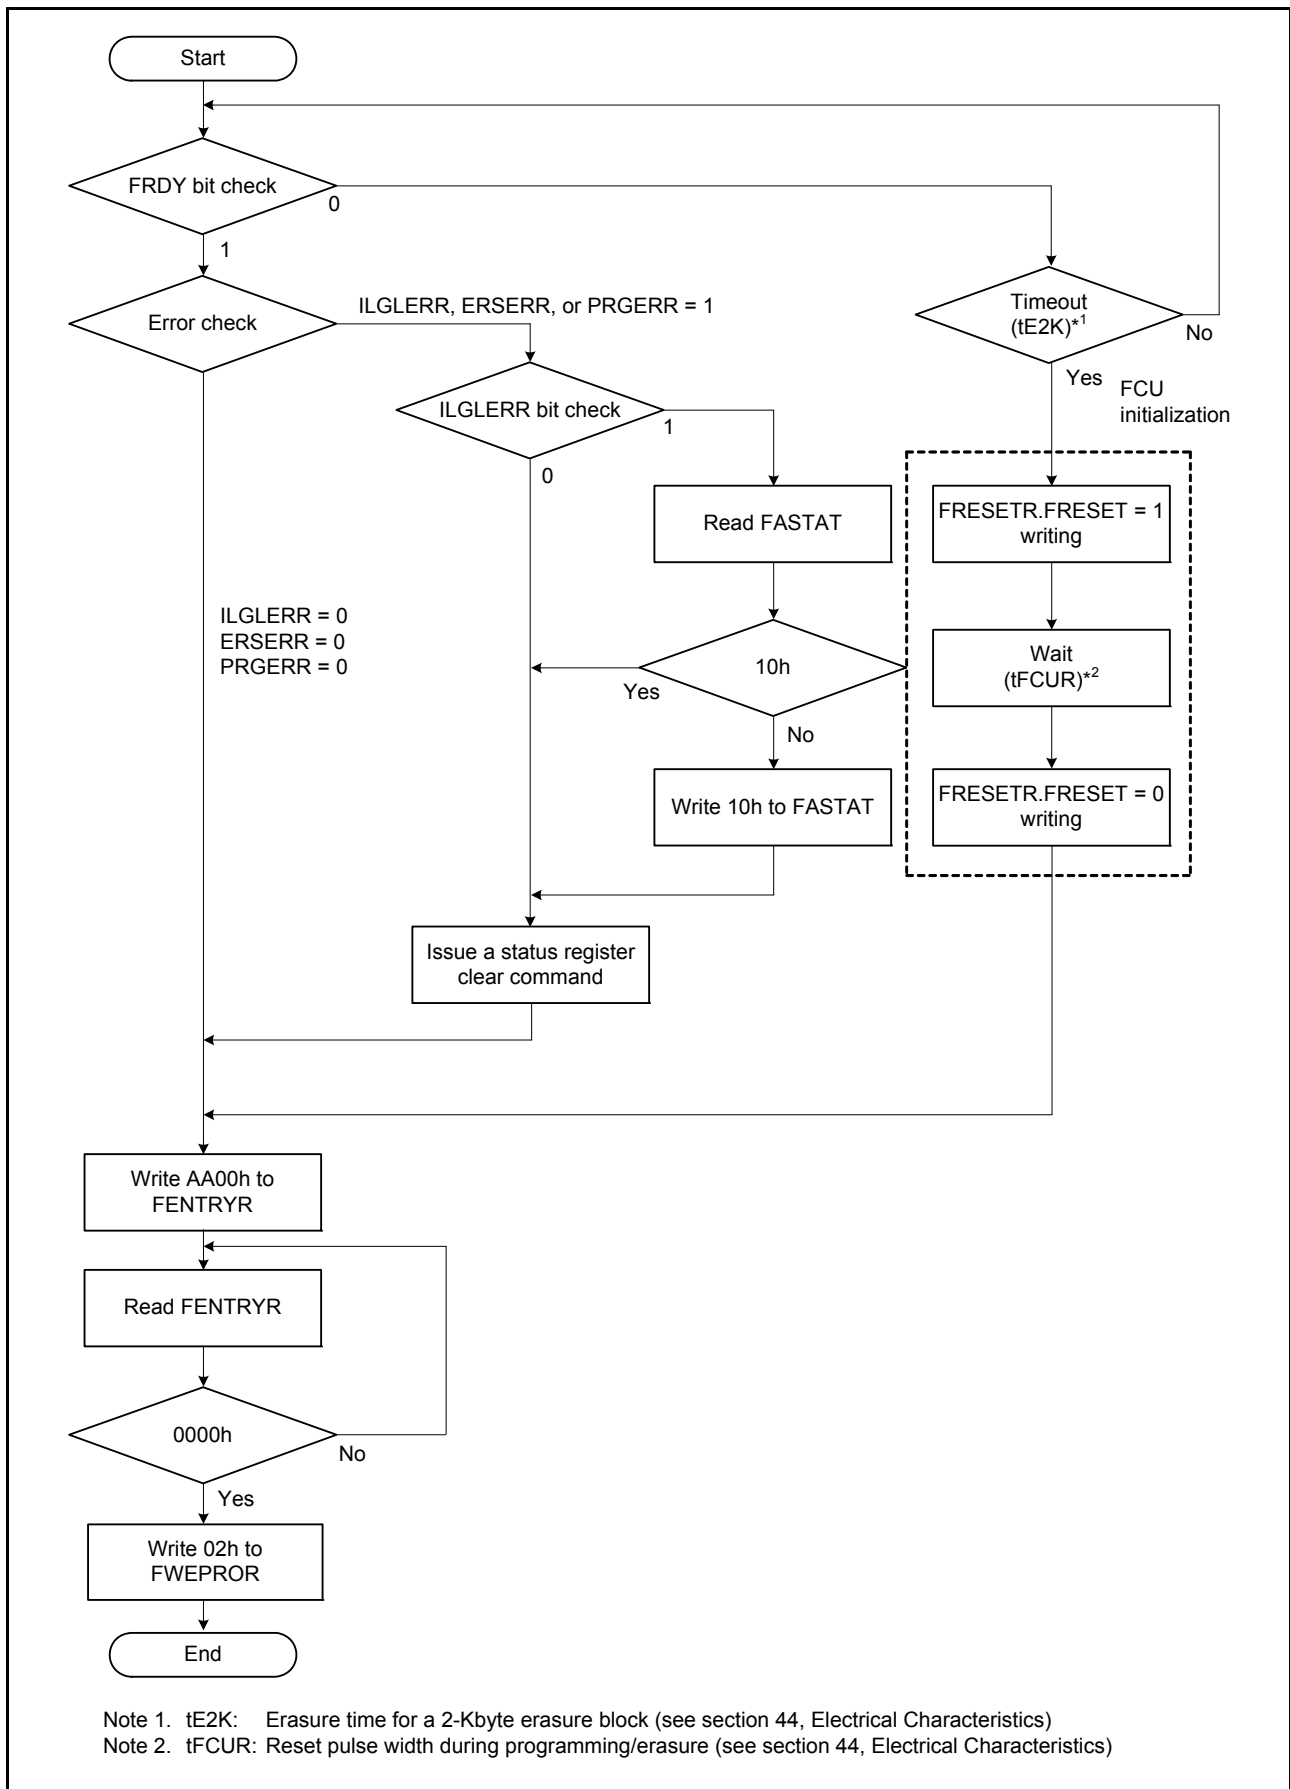 Start
FRDY bit check
0
1
Error check
ILGLERR, ERSERR, or PRGERR = 1
Timeout
(tE2K)*1
No
Yes
FCU
initialization
ILGLERR bit check
1
0
Read FASTAT
FRESETR.FRESET = 1
writing
ILGLERR = 0
ERSERR = 0
PRGERR = 0
10h
Yes
No
Wait
(tFCUR)*2
Write 10h to FASTAT
FRESETR.FRESET = 0
writing
Issue a status register
clear command
Write AA00h to
FENTRYR
Read FENTRYR
0000h
No
Yes
Write 02h to
FWEPROR
End
Note 1. tE2K: Erasure time for a 2-Kbyte erasure block (see section 44, Electrical Characteristics)
Note 2. tFCUR: Reset pulse width during programming/erasure (see section 44, Electrical Characteristics)